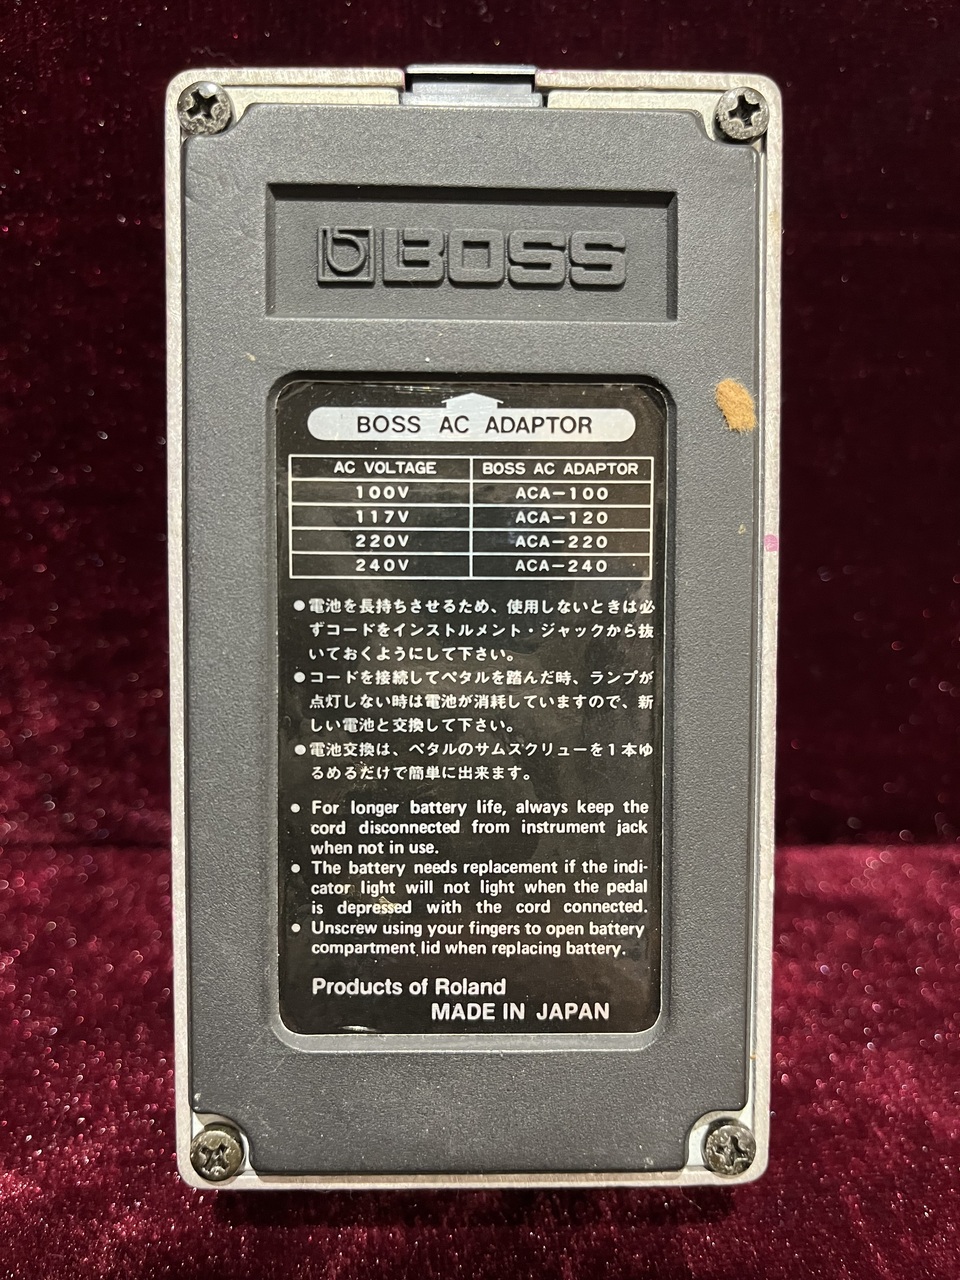 BOSS
BOSS AC ADAPTOR
AC VOLTAGE BOSS AC ADAPTOR
100V ACA-100
117V ACA-120
220V ACA-220
240V ACA-240
●電池を長持ちさせるため、使用しないときは必
ずコードをインストルメント・ジャックから抜
いておくようにして下さい。
●コードを接続してペタルを踏んだ時、ランプが
点灯しない時は電池が消耗していますので、新
しい電池と交換して下さい。
●電池交換は、ペタルのサムスクリューを1本ゆ
るめるだけで簡単に出来ます。
● For longer battery life, always keep the
cord disconnected from instrument jack
when not in use.
● The battery needs replacement if the indi-
cator light will not light when the pedal
is depressed with the cord connected.
● Unscrew using your fingers to open battery
compartment lid when replacing battery.
Products of Roland
MADE IN JAPAN